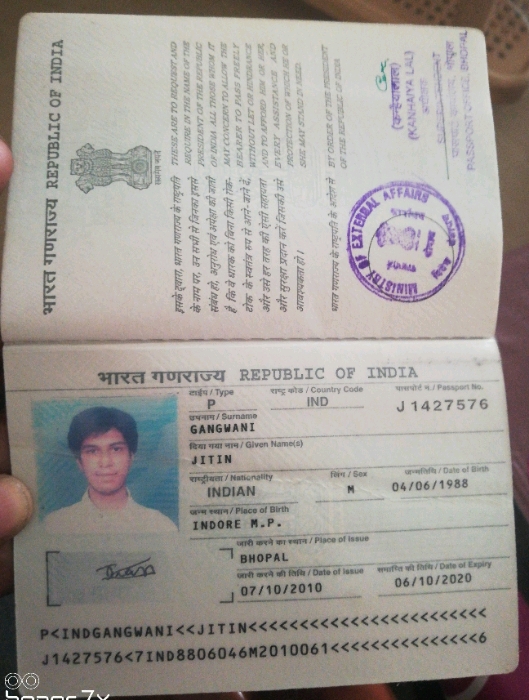 भारत गणराज्य REPUBLIC OF INDIA
THESE ARE TO REQUEST AND
REQUIRE IN THE NAME OF THE
PRESIDENT OF THE REPUBLIC
OF INDIA ALL THOSE WHOM IT
MAY CONCERN TO ALLOW THE
BEARER TO PASS FREELY
WITHOUT LET OR HINDRANCE
AND TO AFFORD HIM OR HER,
EVERY ASSISTANCE AND
PROTECTION OF WHICH HE OR
SHE MAY STAND IN NEED.
BY ORDER OF THE PRESIDENT
OF THE REPUBLIC OF INDIA
इसके द्वारा, भारत गणराज्य के राष्ट्रपति
के नाम पर, उन सभी से जिनका इससे
संबंध हो, अनुरोध एवं अपेक्षा की जाती
है कि वे धारक को बिना किसी रोक-
टोक के स्वतंत्र रूप से आने-जाने दें,
और उसे हर तरह की ऐसी सहायता
और सुरक्षा प्रदान करें जिसकी उसे
आवश्यकता हो।
भारत गणराज्य के राष्ट्रपति के आदेश से
(कन्हैयालाल)
(KANHAIYA LAL)
अधीक्षक
SUPERINTENDENT
पासपोर्ट कार्यालय, भोपाल
PASSPORT OFFICE, BHOPAL
MINISTRY OF EXTERNAL AFFAIRS
भारत गणराज्य REPUBLIC OF INDIA
टाईप / Type राष्ट्र कोड / Country Code पासपोर्ट न. / Passport No.
P IND J 1427576
उपनाम / Surname
GANGWANI
दिया गया नाम / Given Name(s)
JITIN
राष्ट्रीयता / Nationality लिंग / Sex जन्मतिथि / Date of Birth
INDIAN M 04/06/1988
जन्म स्थान / Place of Birth
INDORE M.P.
जारी करने का स्थान / Place of Issue
BHOPAL
जारी करने की तिथि / Date of Issue समाप्ति की तिथि / Date of Expiry
07/10/2010 06/10/2020
P<INDGANGWANI<<JITIN<<<<<<<<<<<<<<<<<<<<<<<<
J1427576<7IND8806046M2010061<<<<<<<<<<<<<<<6